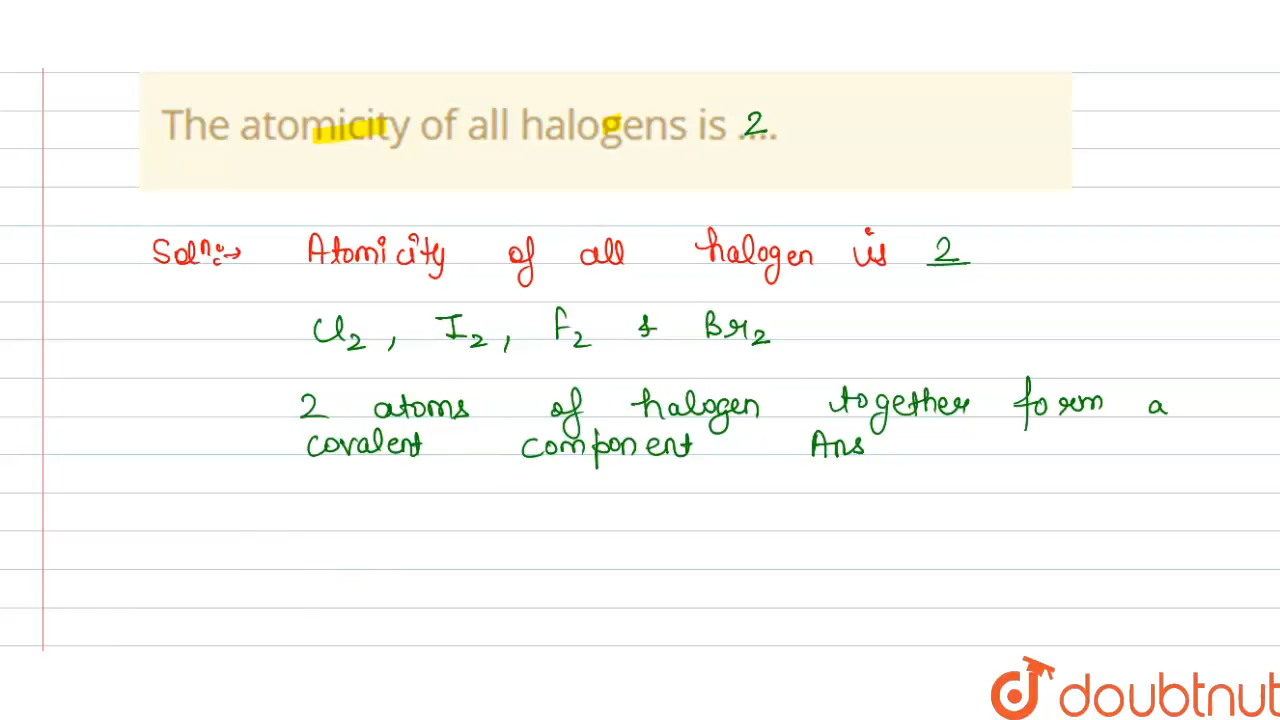 The atomicity of all halogens is 2....
Solⁿ:→ Atomicity of all halogen is 2
Cl₂, I₂, F₂ & Br₂
2 atoms of halogen together form a
covalent component Ans
doubtnut